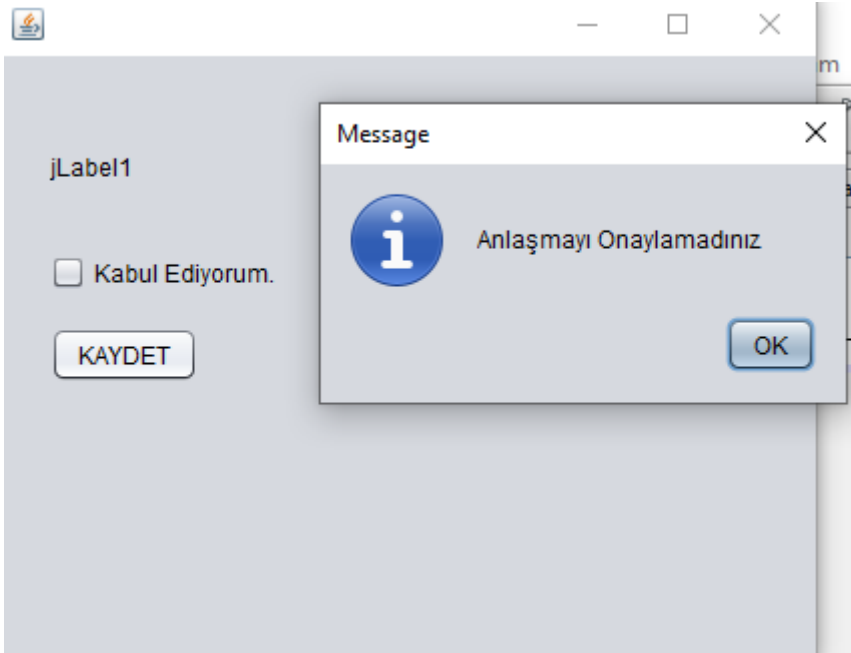 Message
jLabel1
Anlaşmayı Onaylamadınız
Kabul Ediyorum.
KAYDET
OK